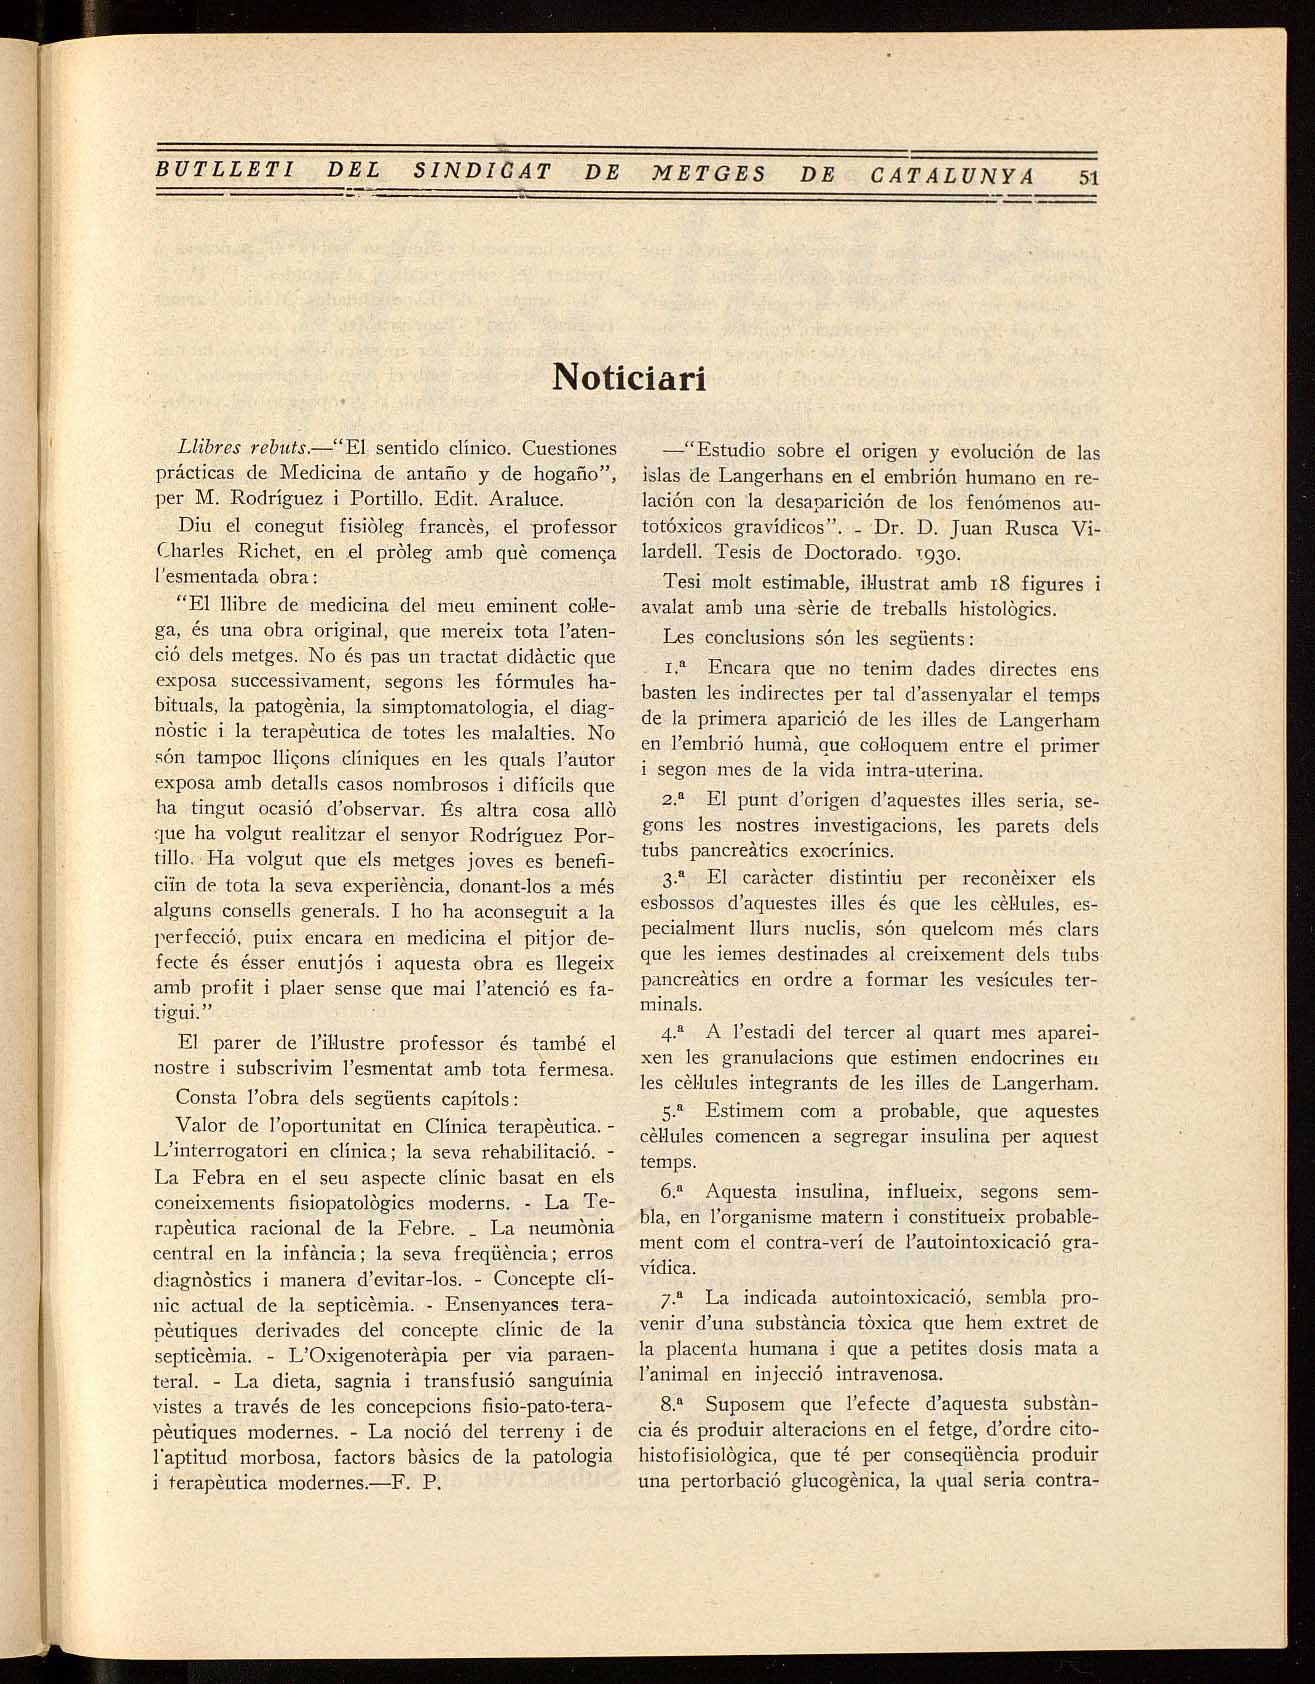 BUTLLETI DEL SINDICAT DE METGES DE CATALUNYA 51
Noticiari
Llibres rebuts.—“El sentido clínico. Cuestiones
prácticas de Medicina de antaño y de hogaño”,
per M. Rodríguez i Portillo. Edit. Araluce.
Diu el conegut fisiòleg francès, el professor
Charles Richet, en el pròleg amb què comença
l'esmentada obra:
“El llibre de medicina del meu eminent col·le-
ga, és una obra original, que mereix tota l'aten-
ció dels metges. No és pas un tractat didàctic que
exposa successivament, segons les fórmules ha-
bituals, la patogènia, la simptomatologia, el diag-
nòstic i la terapèutica de totes les malalties. No
són tampoc lliçons clíniques en les quals l'autor
exposa amb detalls casos nombrosos i difícils que
ha tingut ocasió d'observar. És altra cosa allò
que ha volgut realitzar el senyor Rodríguez Por-
tillo. Ha volgut que els metges joves es benefi-
ciïn de tota la seva experiència, donant-los a més
alguns consells generals. I ho ha aconseguit a la
perfecció, puix encara en medicina el pitjor de-
fecte és ésser enutjós i aquesta obra es llegeix
amb profit i plaer sense que mai l'atenció es fa-
tigui.”
El parer de l'il·lustre professor és també el
nostre i subscrivim l'esmentat amb tota fermesa.
Consta l'obra dels següents capítols:
Valor de l'oportunitat en Clínica terapèutica. -
L'interrogatori en clínica; la seva rehabilitació. -
La Febra en el seu aspecte clínic basat en els
coneixements fisiopatològics moderns. - La Te-
rapèutica racional de la Febre. - La neumònia
central en la infància; la seva freqüència; erros
diagnòstics i manera d'evitar-los. - Concepte clí-
nic actual de la septicèmia. - Ensenyances tera-
pèutiques derivades del concepte clínic de la
septicèmia. - L'Oxigenoteràpia per via paraen-
teral. - La dieta, sagnia i transfusió sanguínia
vistes a través de les concepcions fisio-pato-tera-
pèutiques modernes. - La noció del terreny i de
l'aptitud morbosa, factors bàsics de la patologia
i terapèutica modernes.—F. P.
—“Estudio sobre el origen y evolución de las
islas de Langerhans en el embrión humano en re-
lación con la desaparición de los fenómenos au-
totóxicos gravídicos”. - Dr. D. Juan Rusca Vi-
lardell. Tesis de Doctorado. 1930.
Tesi molt estimable, il·lustrat amb 18 figures i
avalat amb una sèrie de treballs histològics.
Les conclusions són les següents:
1.ª Encara que no tenim dades directes ens
basten les indirectes per tal d'assenyalar el temps
de la primera aparició de les illes de Langerham
en l'embrió humà, que col·loquem entre el primer
i segon mes de la vida intra-uterina.
2.ª El punt d'origen d'aquestes illes seria, se-
gons les nostres investigacions, les parets dels
tubs pancreàtics exocrínics.
3.ª El caràcter distintiu per reconèixer els
esbossos d'aquestes illes és que les cèl·lules, es-
pecialment llurs nuclis, són quelcom més clars
que les iemes destinades al creixement dels tubs
pancreàtics en ordre a formar les vesícules ter-
minals.
4.ª A l'estadi del tercer al quart mes aparei-
xen les granulacions que estimen endocrines en
les cèl·lules integrants de les illes de Langerham.
5.ª Estimem com a probable, que aquestes
cèl·lules comencen a segregar insulina per aquest
temps.
6.ª Aquesta insulina, influeix, segons sem-
bla, en l'organisme matern i constitueix probable-
ment com el contra-verí de l'autointoxicació gra-
vídica.
7.ª La indicada autointoxicació, sembla pro-
venir d'una substància tòxica que hem extret de
la placenta humana i que a petites dosis mata a
l'animal en injecció intravenosa.
8.ª Suposem que l'efecte d'aquesta substàn-
cia és produir alteracions en el fetge, d'ordre cito-
histofisiològica, que té per conseqüència produir
una pertorbació glucogènica, la qual seria contra-